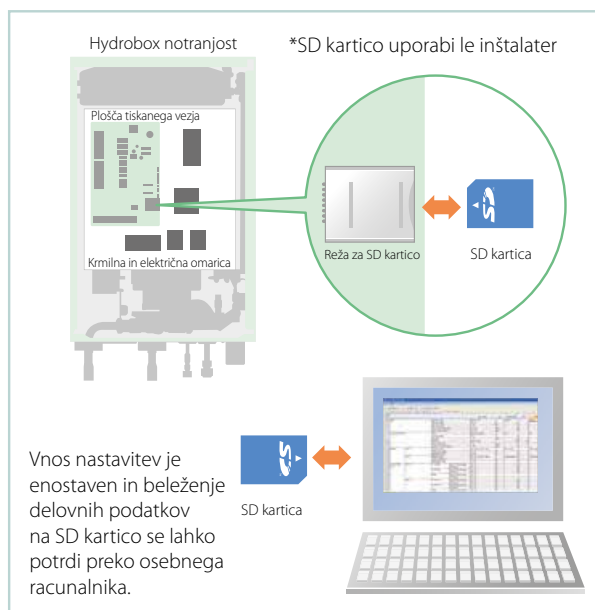 Hydrobox notranjost
*SD kartico uporabi le inštalater
Plošča tiskanega vezja
Krmilna in električna omarica
Reža za SD kartico
SD kartica
Vnos nastavitev je
enostaven in beleženje
delovnih podatkov
na SD kartico se lahko
potrdi preko osebnega
racunalnika.
SD kartica